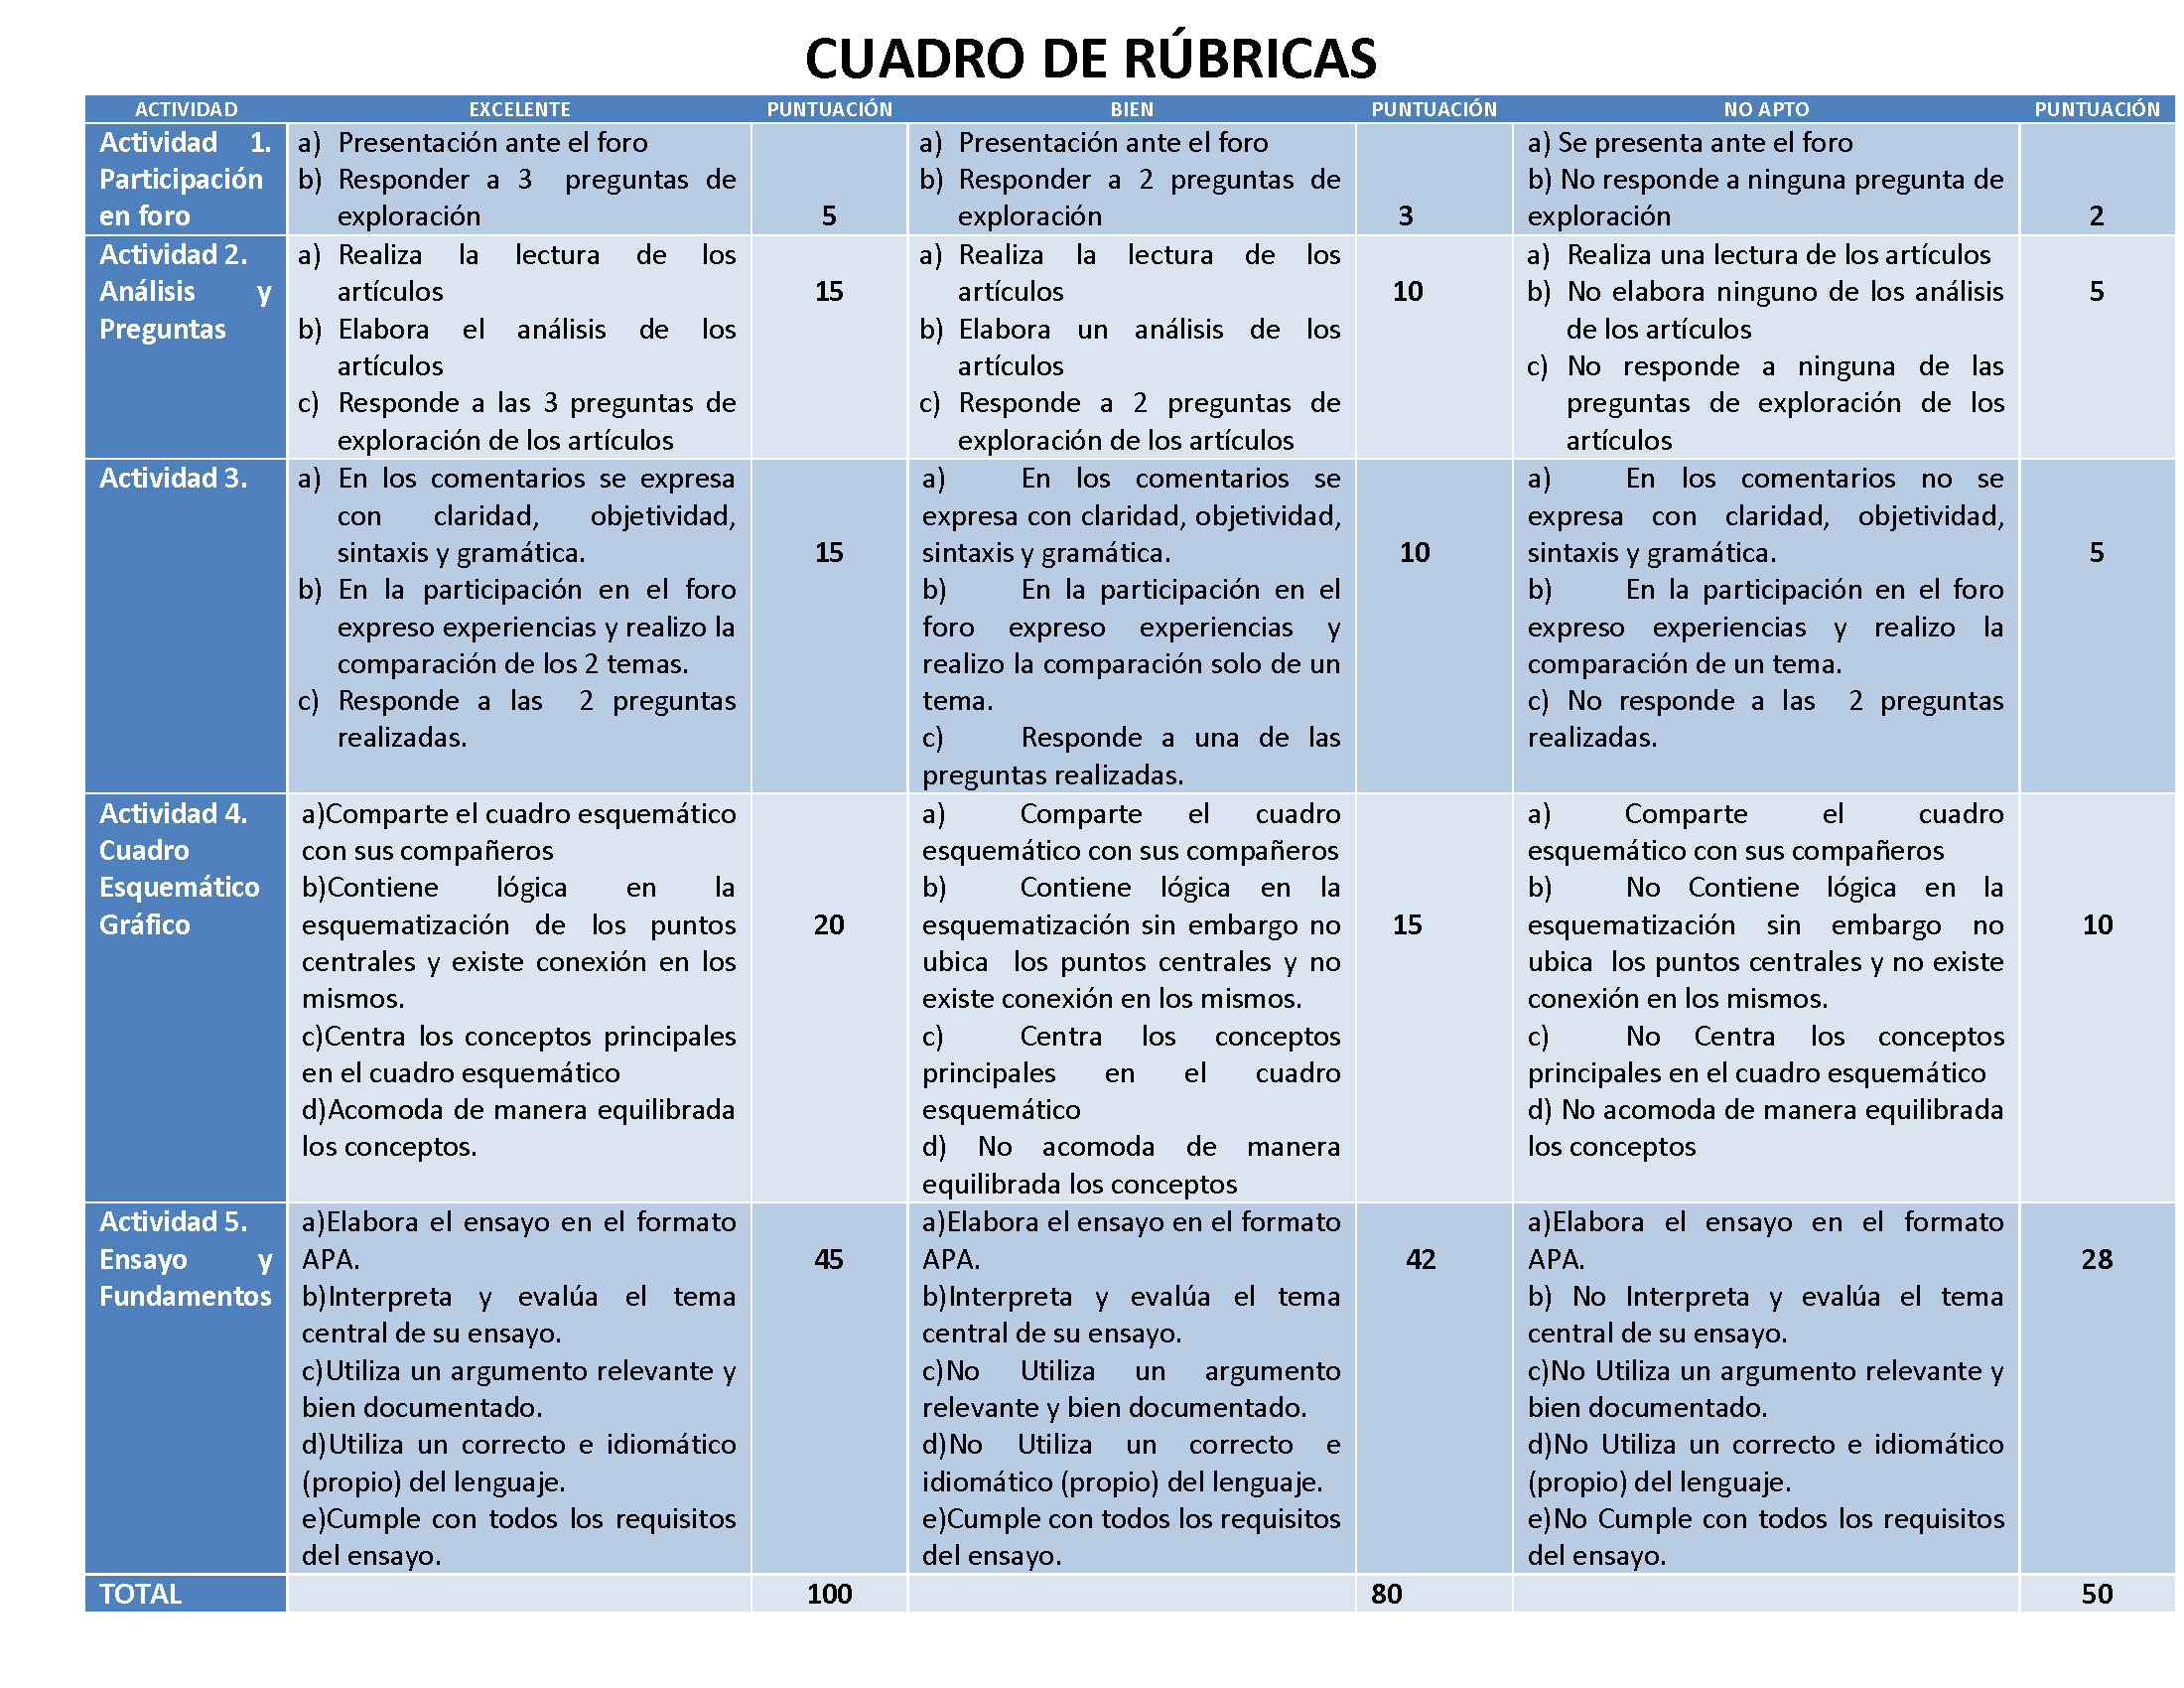 CUADRO DE RÚBRICAS
ACTIVIDAD EXCELENTE PUNTUACIÓN BIEN PUNTUACIÓN NO APTO PUNTUACIÓN
Actividad 1.
Participación
en foro
a) Presentación ante el foro
b) Responder a 3 preguntas de
exploración
5
a) Presentación ante el foro
b) Responder a 2 preguntas de
exploración
3
a) Se presenta ante el foro
b) No responde a ninguna pregunta de
exploración
2
Actividad 2.
Análisis y
Preguntas
a) Realiza la lectura de los
artículos
b) Elabora el análisis de los
artículos
c) Responde a las 3 preguntas de
exploración de los artículos
15
a) Realiza la lectura de los
artículos
b) Elabora un análisis de los
artículos
c) Responde a 2 preguntas de
exploración de los artículos
10
a) Realiza una lectura de los artículos
b) No elabora ninguno de los análisis
de los artículos
c) No responde a ninguna de las
preguntas de exploración de los
artículos
5
Actividad 3.
a) En los comentarios se expresa
con claridad, objetividad,
sintaxis y gramática.
b) En la participación en el foro
expreso experiencias y realizo la
comparación de los 2 temas.
c) Responde a las 2 preguntas
realizadas.
15
a) En los comentarios se
expresa con claridad, objetividad,
sintaxis y gramática.
b) En la participación en el
foro expreso experiencias y
realizo la comparación solo de un
tema.
c) Responde a una de las
preguntas realizadas.
10
a) En los comentarios no se
expresa con claridad, objetividad,
sintaxis y gramática.
b) En la participación en el foro
expreso experiencias y realizo la
comparación de un tema.
c) No responde a las 2 preguntas
realizadas.
5
Actividad 4.
Cuadro
Esquemático
Gráfico
a)Comparte el cuadro esquemático
con sus compañeros
b)Contiene lógica en la
esquematización de los puntos
centrales y existe conexión en los
mismos.
c)Centra los conceptos principales
en el cuadro esquemático
d)Acomoda de manera equilibrada
los conceptos.
20
a) Comparte el cuadro
esquemático con sus compañeros
b) Contiene lógica en la
esquematización sin embargo no
ubica los puntos centrales y no
existe conexión en los mismos.
c) Centra los conceptos
principales en el cuadro
esquemático
d) No acomoda de manera
equilibrada los conceptos
15
a) Comparte el cuadro
esquemático con sus compañeros
b) No Contiene lógica en la
esquematización sin embargo no
ubica los puntos centrales y no existe
conexión en los mismos.
c) No Centra los conceptos
principales en el cuadro esquemático
d) No acomoda de manera equilibrada
los conceptos
10
Actividad 5.
Ensayo y
Fundamentos
a)Elabora el ensayo en el formato
APA.
b)Interpreta y evalúa el tema
central de su ensayo.
c)Utiliza un argumento relevante y
bien documentado.
d)Utiliza un correcto e idiomático
(propio) del lenguaje.
e)Cumple con todos los requisitos
del ensayo.
45
a)Elabora el ensayo en el formato
APA.
b)Interpreta y evalúa el tema
central de su ensayo.
c)No Utiliza un argumento
relevante y bien documentado.
d)No Utiliza un correcto e
idiomático (propio) del lenguaje.
e)Cumple con todos los requisitos
del ensayo.
42
a)Elabora el ensayo en el formato
APA.
b) No Interpreta y evalúa el tema
central de su ensayo.
c)No Utiliza un argumento relevante y
bien documentado.
d)No Utiliza un correcto e idiomático
(propio) del lenguaje.
e)No Cumple con todos los requisitos
del ensayo.
28
TOTAL 100 80 50